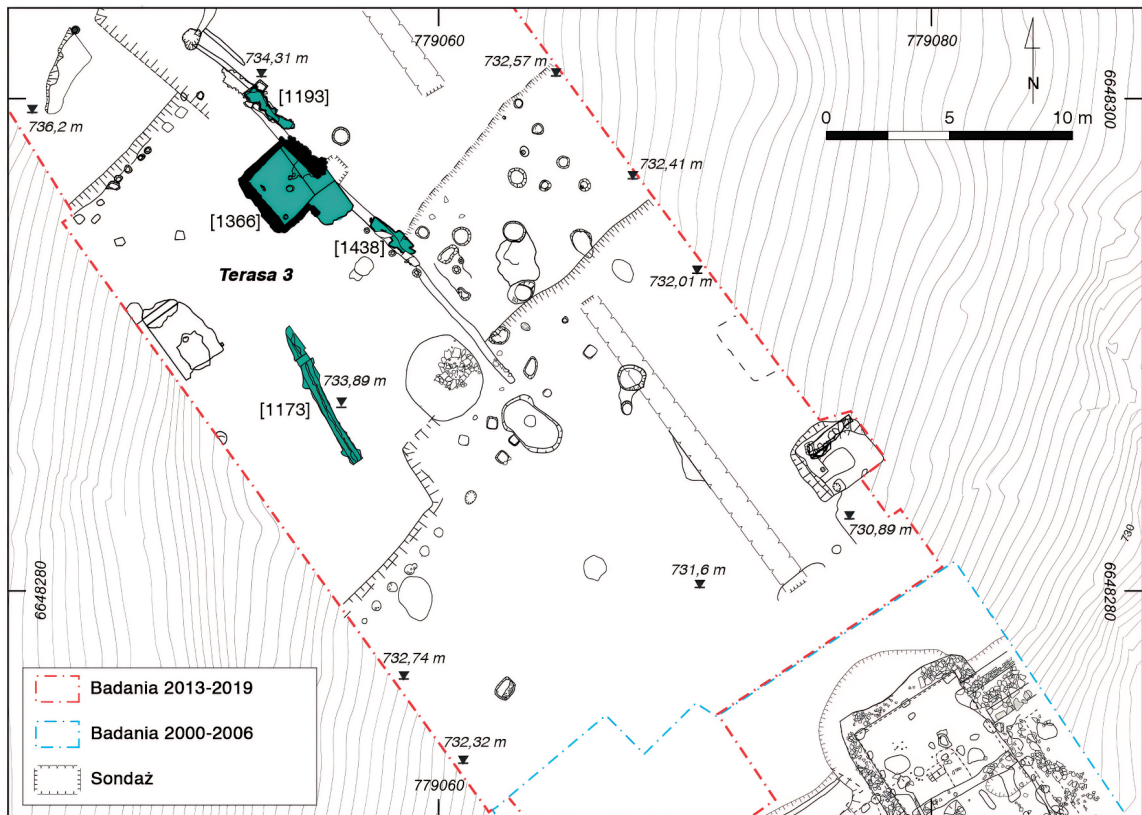 779060
779080
734,31 m
732,57 m
N
[1193]
736,2 m
6648300
0
5
10 m
732,41 m
[1366]
[1438]
Terasa 3
732,01 m
733,89 m
[1173]
730,89 m
730
731,6 m
6648280
6648280
732,74 m
Badania 2013-2019
Badania 2000-2006
732,32 m
Sondaż
779060